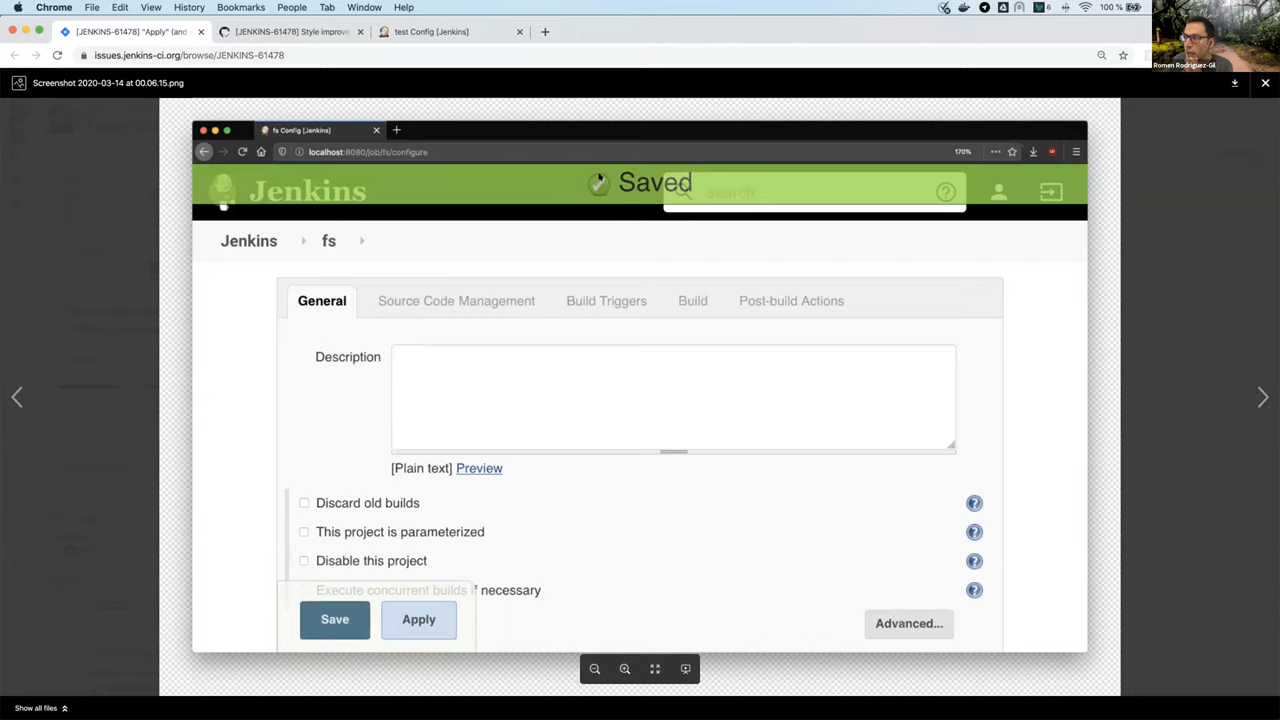 Chrome File Edit View History Bookmarks People Tab Window Help 6 100 %
[JENKINS-61478] "Apply" (and s
[JENKINS-61478] Style improve
test Config [Jenkins]
issues.jenkins-ci.org/browse/JENKINS-61478
Romen Rodriguez-Gil
Screenshot 2020-03-14 at 00.06.15.png
fs Config [Jenkins]
localhost:8080/job/fs/configure
170%
Jenkins
Saved
search
Jenkins fs
General Source Code Management Build Triggers Build Post-build Actions
Description
[Plain text] Preview
Discard old builds
This project is parameterized
Disable this project
Execute concurrent builds if necessary
Save Apply Advanced...
Show all files